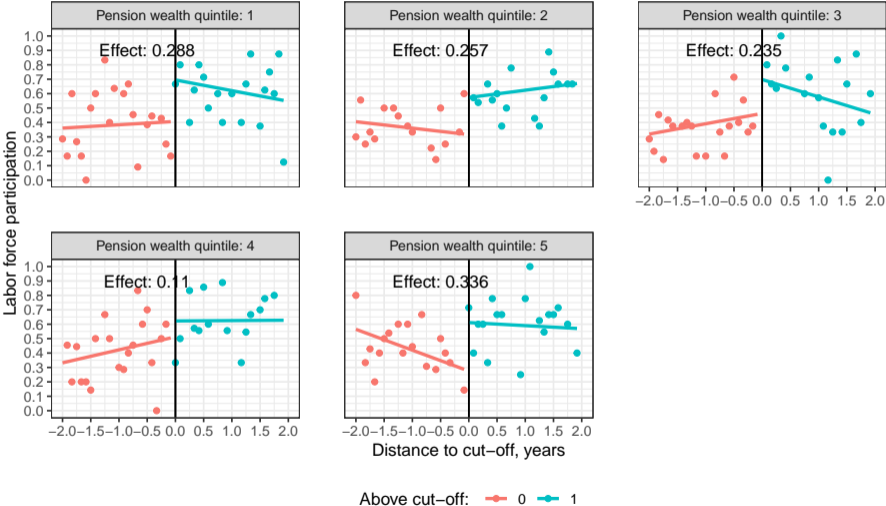 Pension wealth quintile: 1
Pension wealth quintile: 2
Pension wealth quintile: 3
Effect: 0.288
Effect: 0.257
Effect: 0.235
1.0
0.9
0.8
0.7
0.6
0.5
0.4
0.3
0.2
0.1
0.0
−2.0 −1.5 −1.0 −0.5 0.0 0.5 1.0 1.5 2.0
Labor force participation
Pension wealth quintile: 4
Pension wealth quintile: 5
Effect: 0.11
Effect: 0.336
1.0
0.9
0.8
0.7
0.6
0.5
0.4
0.3
0.2
0.1
0.0
−2.0 −1.5 −1.0 −0.5 0.0 0.5 1.0 1.5 2.0
−2.0 −1.5 −1.0 −0.5 0.0 0.5 1.0 1.5 2.0
Distance to cut−off, years
Above cut−off: 0 1